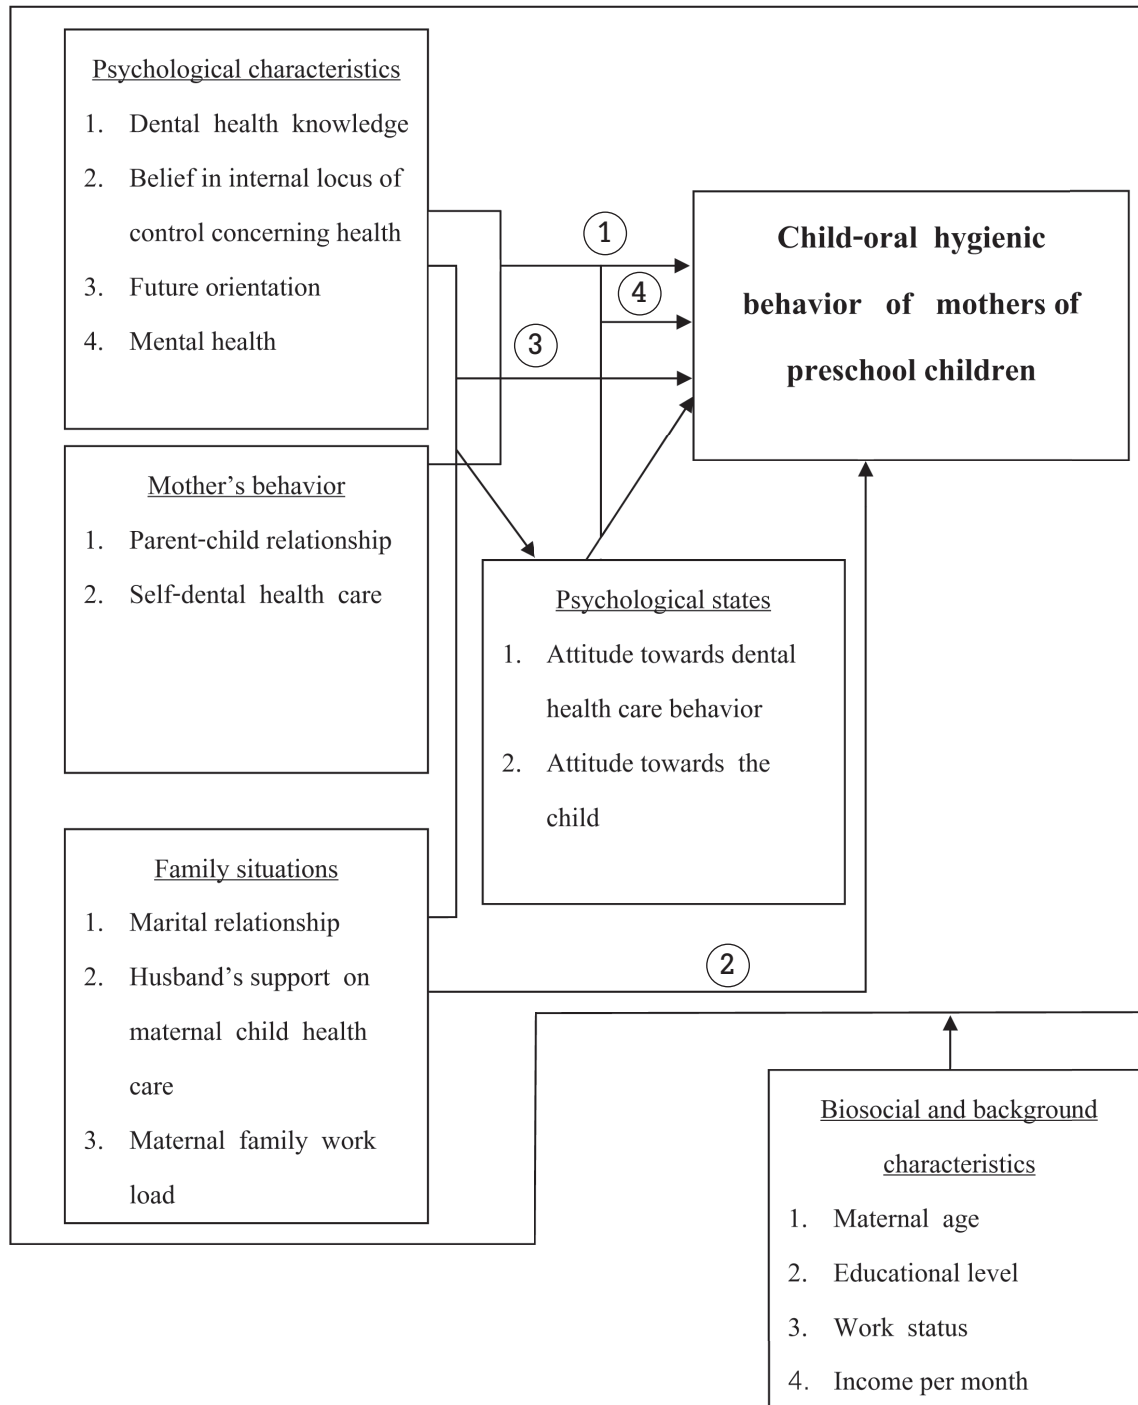 Psychological characteristics
1. Dental health knowledge
2. Belief in internal locus of
control concerning health
3. Future orientation
4. Mental health
Mother’s behavior
1. Parent-child relationship
2. Self-dental health care
Family situations
1. Marital relationship
2. Husband’s support on
maternal child health
care
3. Maternal family work
load
1
4
3
2
Child-oral hygienic
behavior of mothers of
preschool children
Psychological states
1. Attitude towards dental
health care behavior
2. Attitude towards the
child
Biosocial and background
characteristics
1. Maternal age
2. Educational level
3. Work status
4. Income per month